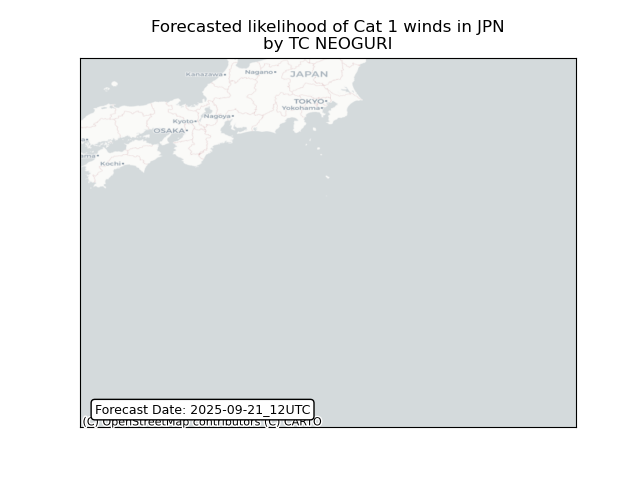 Forecasted likelihood of Cat 1 winds in JPN
by TC NEOGURI
Kanazawa
Nagano
JAPAN
TOKYO
Yokohama
Nagoya
Kyoto
OSAKA
Kochi
Forecast Date: 2025-09-21_12UTC
(C) OpenStreetMap contributors (C) CARTO